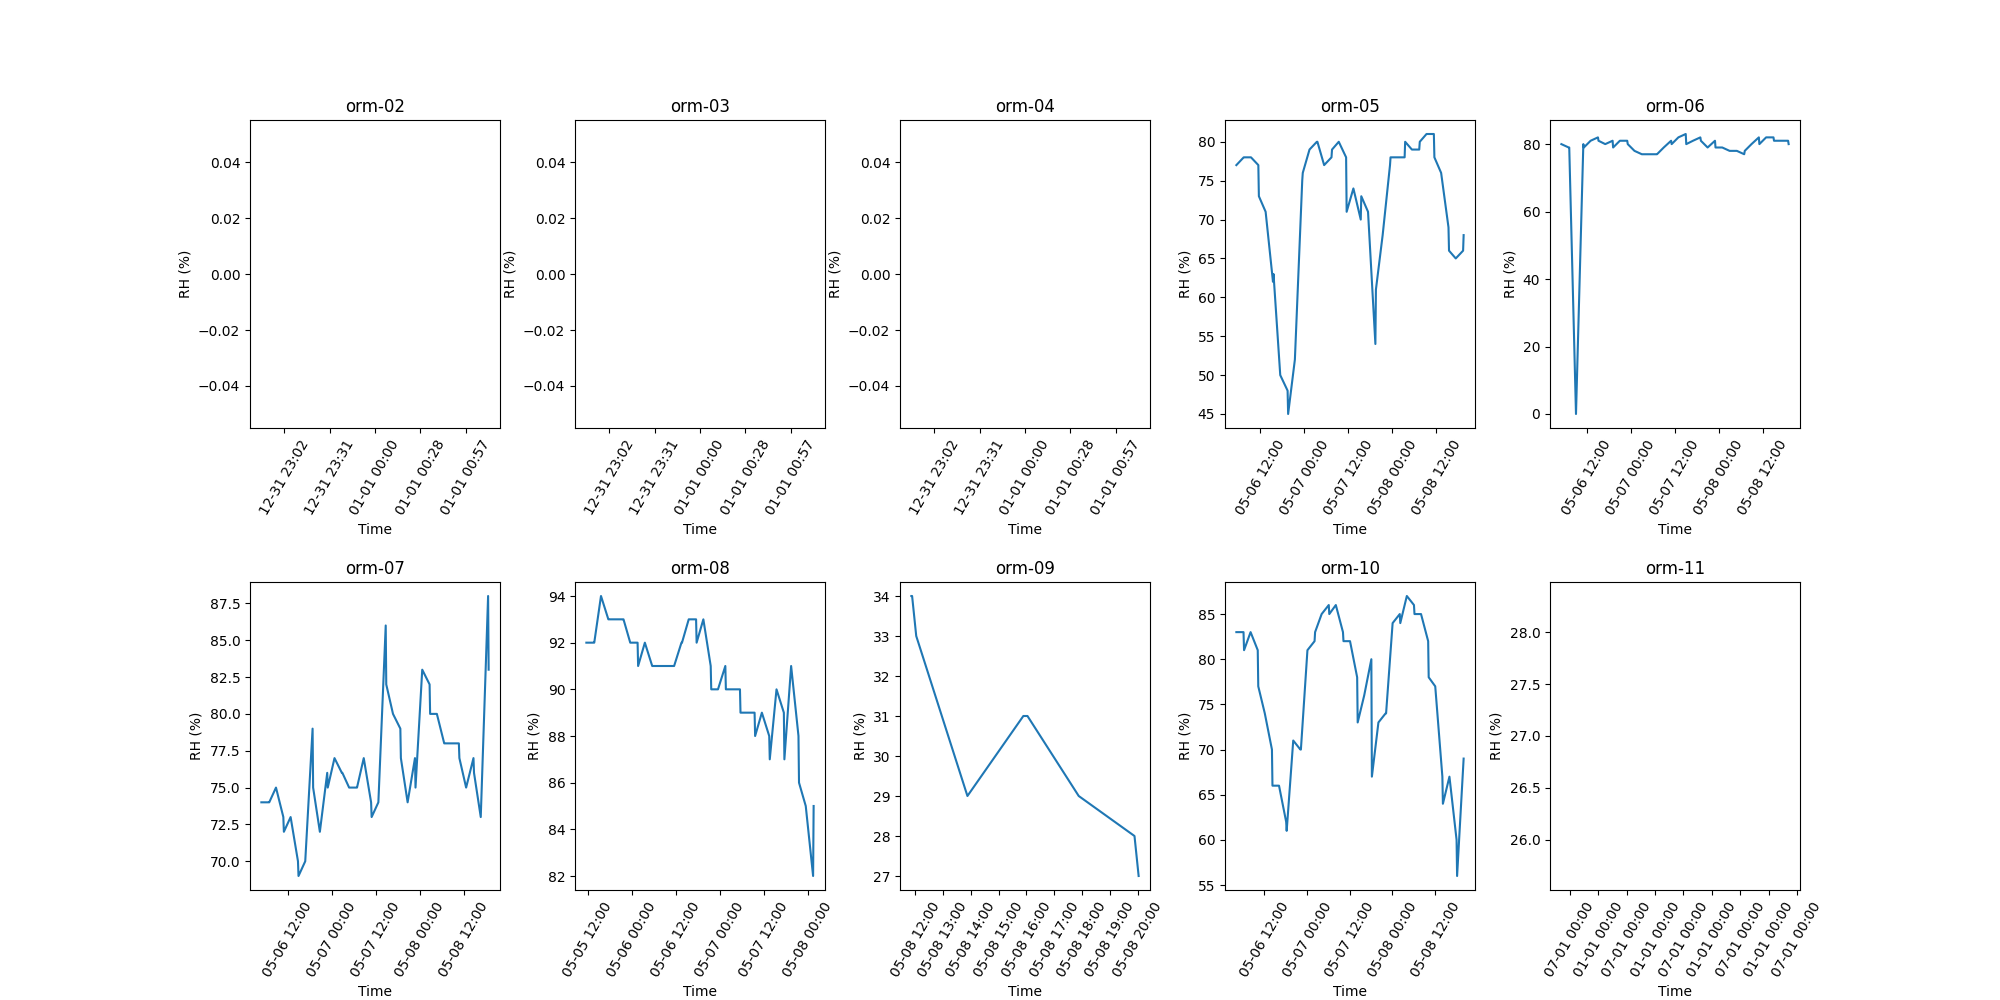 orm-02 orm-03 orm-04 orm-05 orm-06
RH (%) RH (%) RH (%) RH (%) RH (%)
0.04 0.04 0.04 80 80
0.02 0.02 0.02 75 60
0.00 0.00 0.00 70 40
−0.02 −0.02 −0.02 65 20
−0.04 −0.04 −0.04 60 0
55
50
45
12-31 23:02 12-31 23:31 01-01 00:00 01-01 00:28 01-01 00:57
12-31 23:02 12-31 23:31 01-01 00:00 01-01 00:28 01-01 00:57
12-31 23:02 12-31 23:31 01-01 00:00 01-01 00:28 01-01 00:57
05-06 12:00 05-07 00:00 05-07 12:00 05-08 00:00 05-08 12:00
05-06 12:00 05-07 00:00 05-07 12:00 05-08 00:00 05-08 12:00
Time Time Time Time Time
orm-07 orm-08 orm-09 orm-10 orm-11
RH (%) RH (%) RH (%) RH (%) RH (%)
87.5 94 34 85 28.0
85.0 92 33 80 27.5
82.5 90 32 75 27.0
80.0 88 31 70 26.5
77.5 86 30 65 26.0
75.0 84 29 60
72.5 82 28 55
70.0 27
05-06 12:00 05-07 00:00 05-07 12:00 05-08 00:00 05-08 12:00
05-05 12:00 05-06 00:00 05-06 12:00 05-07 00:00 05-07 12:00 05-08 00:00
05-08 12:00 05-08 13:00 05-08 14:00 05-08 15:00 05-08 16:00 05-08 17:00 05-08 18:00 05-08 19:00 05-08 20:00
05-06 12:00 05-07 00:00 05-07 12:00 05-08 00:00 05-08 12:00
07-01 00:00 01-01 00:00 07-01 00:00 01-01 00:00 07-01 00:00 01-01 00:00 07-01 00:00 01-01 00:00 07-01 00:00
Time Time Time Time Time